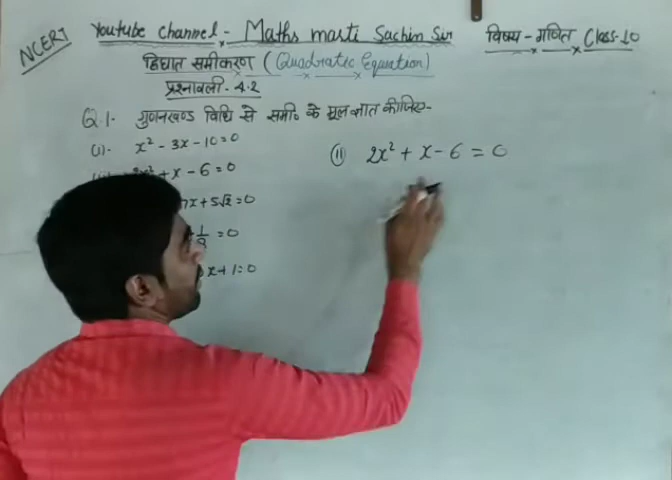 NCERT
Youtube channel - Maths masti Sachin Sir
विषय - गणित Class-10
द्विघात समीकरण (Quadratic Equation)
प्रश्नावली - 4.2
Q.1- गुणनखण्ड विधि से समी० के मूल ज्ञात कीजिए-
(i)- x² - 3x - 10 = 0
x² + x - 6 = 0
7x + 5√2 = 0
+ 1/8 = 0
x + 1 = 0
(ii) 2x² + x - 6 = 0